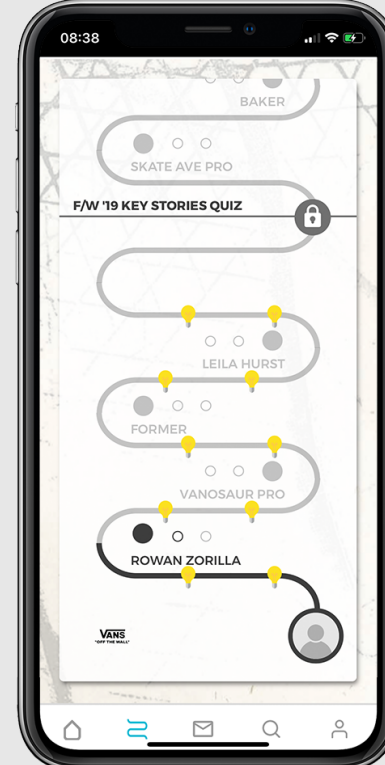 08:38
BAKER
SKATE AVE PRO
F/W '19 KEY STORIES QUIZ
LEILA HURST
FORMER
VANOSAUR PRO
ROWAN ZORILLA
VANS
"OFF THE WALL"